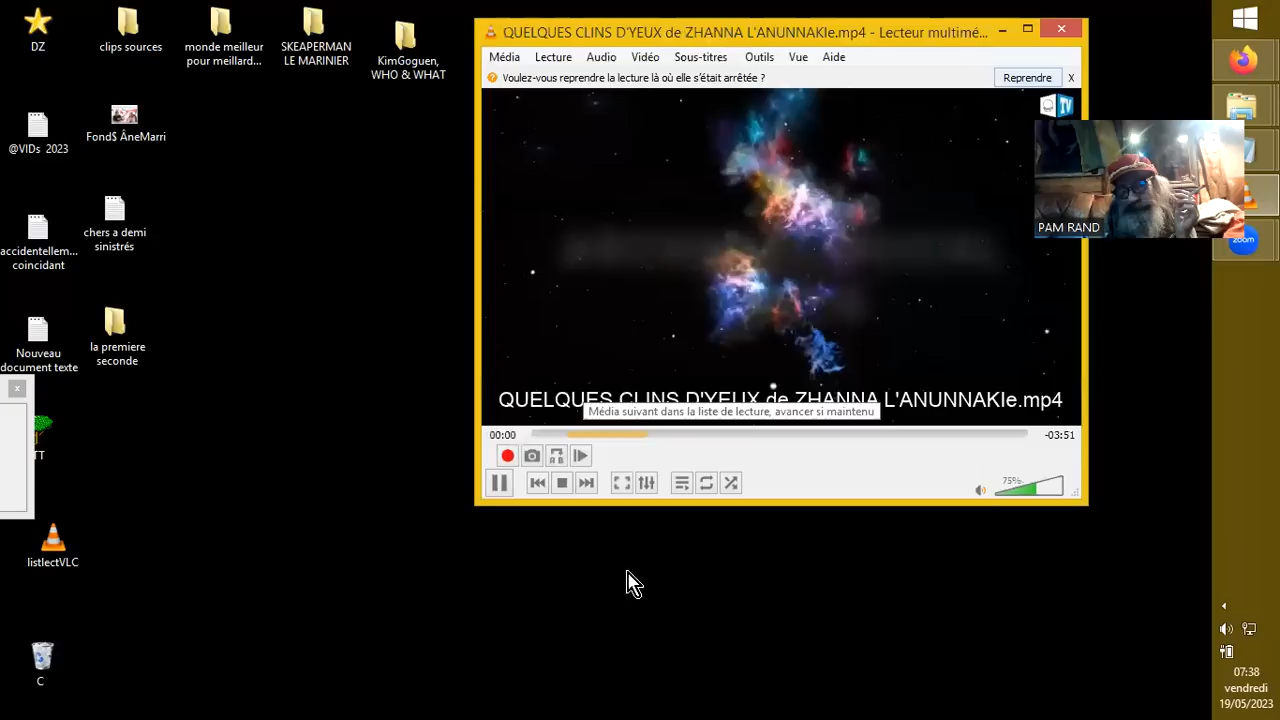 DZ
clips sources
monde meilleur
pour meillard...
SKEAPERMAN
LE MARINIER
KimGoguen,
WHO & WHAT
@VIDs 2023
Fond$ ÂneMarri
accidentellem...
coincidant
chers a demi
sinistrés
Nouveau
document texte
la premiere
seconde
x
TT
listlectVLC
C
QUELQUES CLINS D'YEUX de ZHANNA L'ANUNNAKIe.mp4 - Lecteur multimé...
Média Lecture Audio Vidéo Sous-titres Outils Vue Aide
Voulez-vous reprendre la lecture là où elle s'était arrêtée ?
Reprendre
X
TV
PAM RAND
QUELQUES CLINS D'YEUX de ZHANNA L'ANUNNAKIe.mp4
Média suivant dans la liste de lecture, avancer si maintenu
00:00
-03:51
A B
75%
zoom
07:38
vendredi
19/05/2023